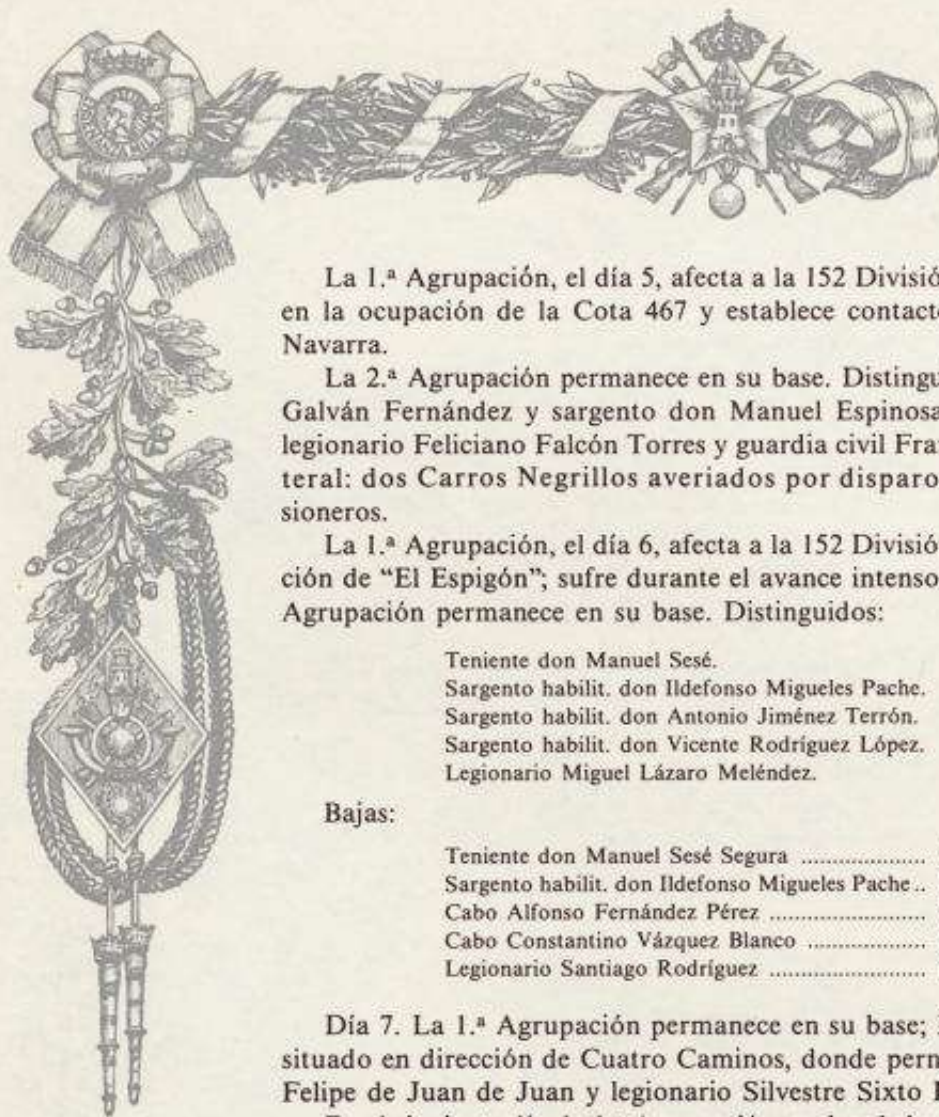 La 1.ª Agrupación, el día 5, afecta a la 152 Divisió
en la ocupación de la Cota 467 y establece contact
Navarra.
La 2.ª Agrupación permanece en su base. Distingu
Galván Fernández y sargento don Manuel Espinosa
legionario Feliciano Falcón Torres y guardia civil Fra
teral: dos Carros Negrillos averiados por disparo
sioneros.
La 1.ª Agrupación, el día 6, afecta a la 152 Divisió
ción de “El Espigón”; sufre durante el avance intenso
Agrupación permanece en su base. Distinguidos:
Teniente don Manuel Sesé.
Sargento habilit. don Ildefonso Migueles Pache.
Sargento habilit. don Antonio Jiménez Terrón.
Sargento habilit. don Vicente Rodríguez López.
Legionario Miguel Lázaro Meléndez.
Bajas:
Teniente don Manuel Sesé Segura .....................
Sargento habilit. don Ildefonso Migueles Pache ..
Cabo Alfonso Fernández Pérez .........................
Cabo Constantino Vázquez Blanco ...................
Legionario Santiago Rodríguez .........................
Día 7. La 1.ª Agrupación permanece en su base;
situado en dirección de Cuatro Caminos, donde pern
Felipe de Juan de Juan y legionario Silvestre Sixto